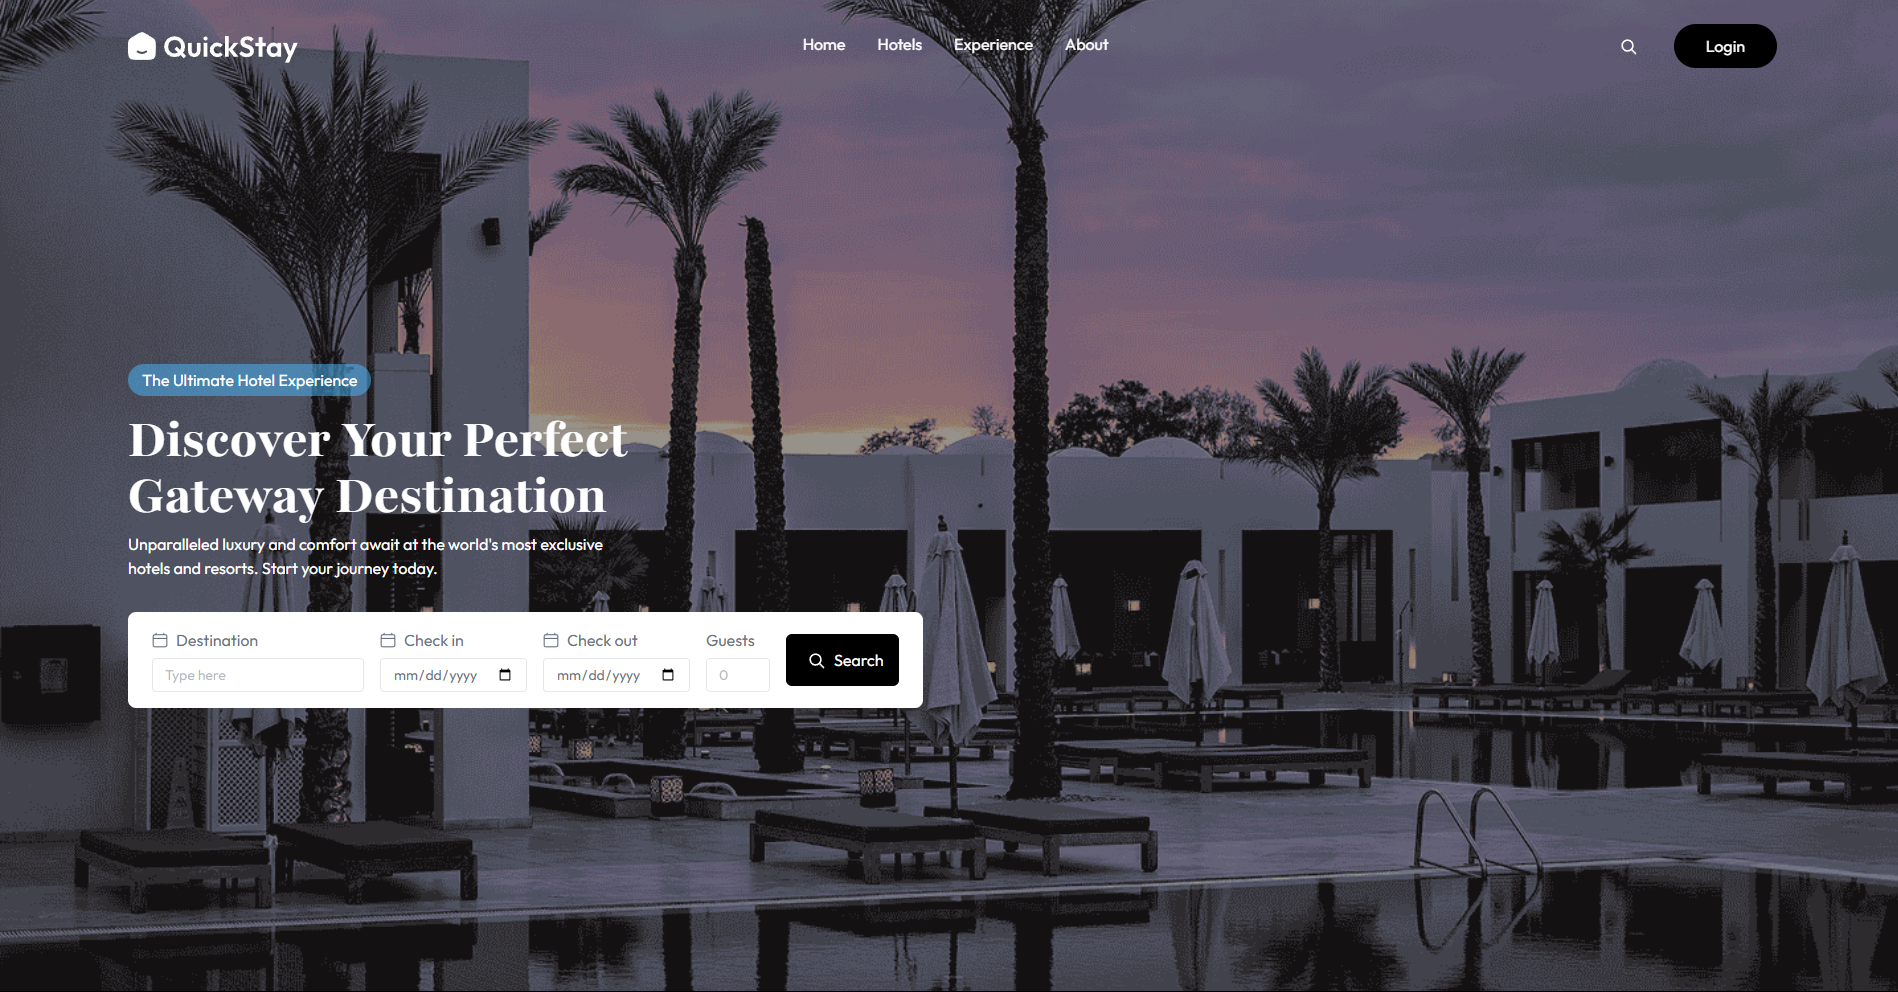 QuickStay
Home Hotels Experience About
Login
The Ultimate Hotel Experience
Discover Your Perfect
Gateway Destination
Unparalleled luxury and comfort await at the world's most exclusive
hotels and resorts. Start your journey today.
Destination Check in Check out Guests
Type here mm/dd/yyyy mm/dd/yyyy 0
Search